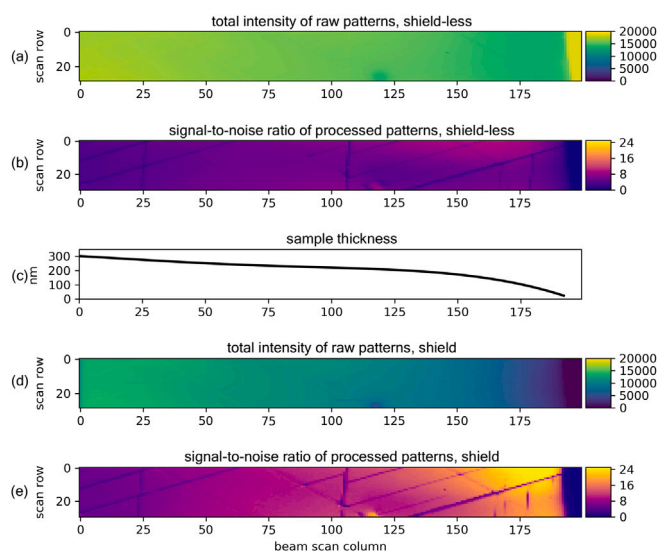 total intensity of raw patterns, shield-less
(a)
scan row
0
20
0 25 50 75 100 125 150 175
20000
15000
10000
5000
0
signal-to-noise ratio of processed patterns, shield-less
(b)
scan row
0
20
0 25 50 75 100 125 150 175
24
16
8
0
sample thickness
(c)
nm
300
200
100
0
0 25 50 75 100 125 150 175
total intensity of raw patterns, shield
(d)
scan row
0
20
0 25 50 75 100 125 150 175
20000
15000
10000
5000
0
signal-to-noise ratio of processed patterns, shield
(e)
scan row
0
20
0 25 50 75 100 125 150 175
24
16
8
0
beam scan column